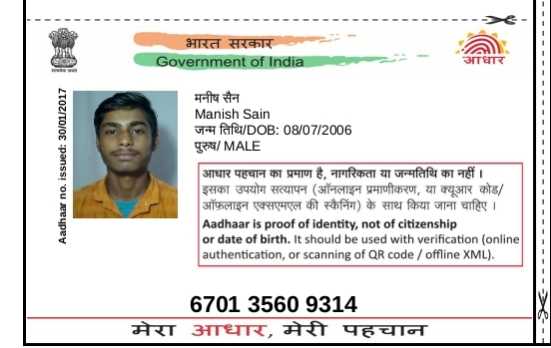 भारत सरकार
Government of India
आधार
Aadhaar no. issued: 30/01/2017
मनीष सैन
Manish Sain
जन्म तिथि/DOB: 08/07/2006
पुरुष/ MALE
आधार पहचान का प्रमाण है, नागरिकता या जन्मतिथि का नहीं ।
इसका उपयोग सत्यापन (ऑनलाइन प्रमाणीकरण, या क्यूआर कोड/
ऑफ़लाइन एक्सएमएल की स्कैनिंग) के साथ किया जाना चाहिए ।
Aadhaar is proof of identity, not of citizenship
or date of birth. It should be used with verification (online
authentication, or scanning of QR code / offline XML).
6701 3560 9314
मेरा आधार, मेरी पहचान